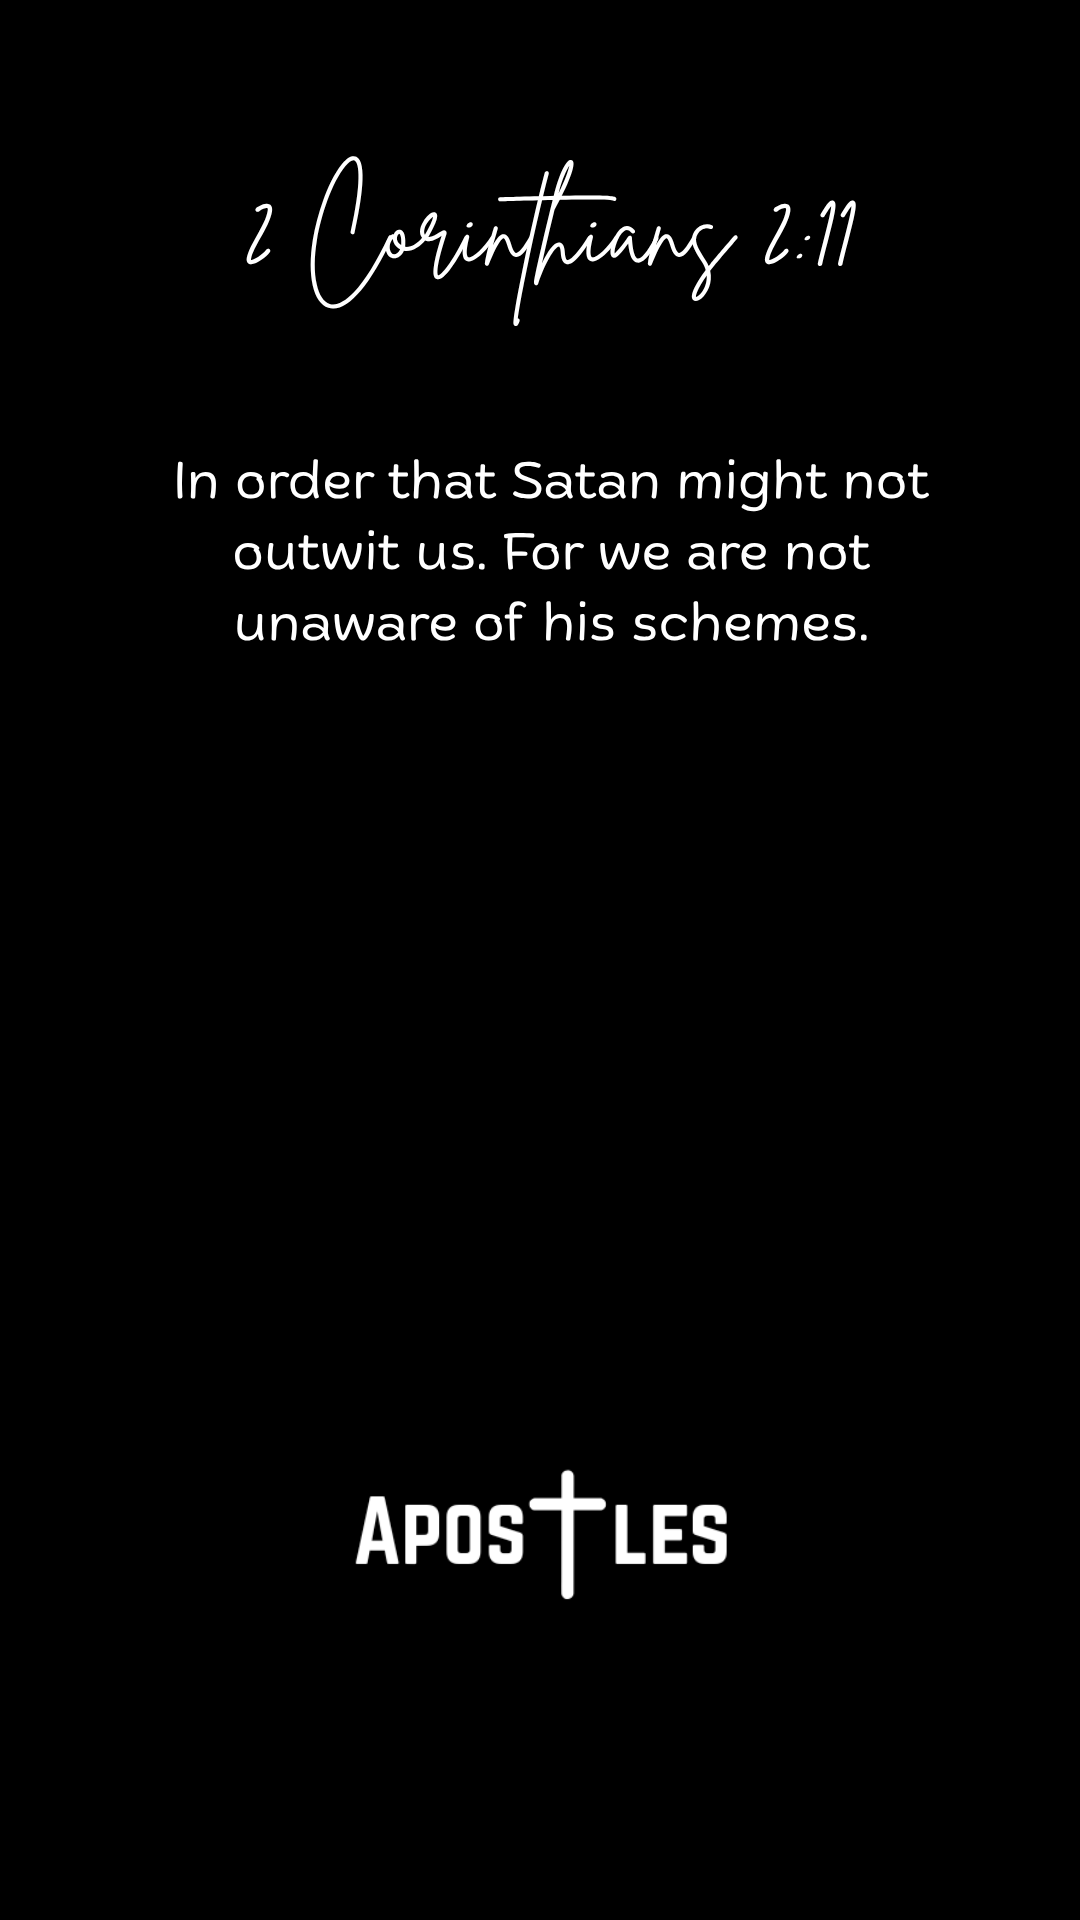 2 Corinthians 2:11
In order that Satan might not
outwit us. For we are not
unaware of his schemes.
APOSTLES